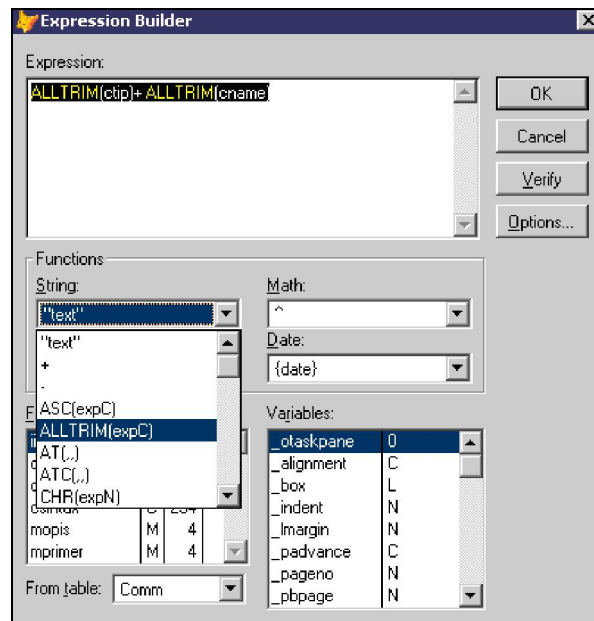 Expression Builder
Expression:
ALLTRIM(ctip)+ ALLTRIM(cname)
OK
Cancel
Verify
Options...
Functions
String:
Math:
"text"
^
"text"
+
-
ASC(expC)
ALLTRIM(expC)
AT(,,)
ATC(,,)
CHR(expN)
Date:
{date}
Variables:
mopis M 4
mprimer M 4
_otaskpane 0
_alignment C
_box L
_indent N
_lmargin N
_padvance C
_pageno N
_pbpage N
From table: Comm